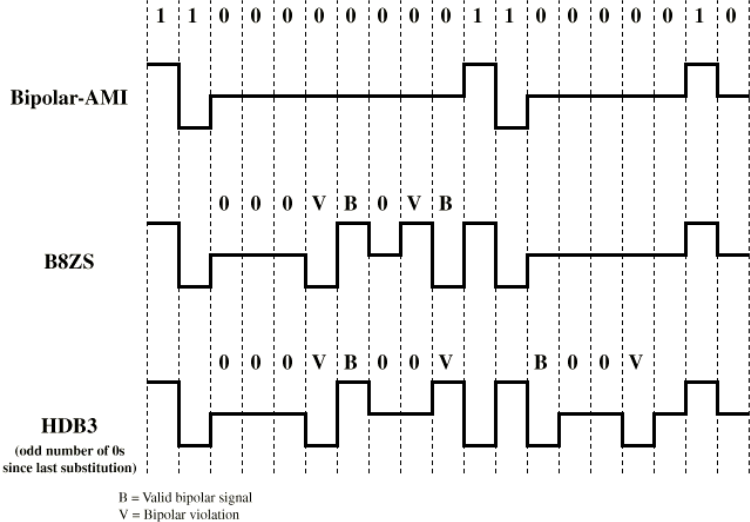 1 1 0 0 0 0 0 0 0 0 1 1 0 0 0 0 0 1 0
Bipolar-AMI
0 0 0 V B 0 V B
B8ZS
0 0 0 V B 0 0 V B 0 0 V
HDB3
(odd number of 0s
since last substitution)
B = Valid bipolar signal
V = Bipolar violation